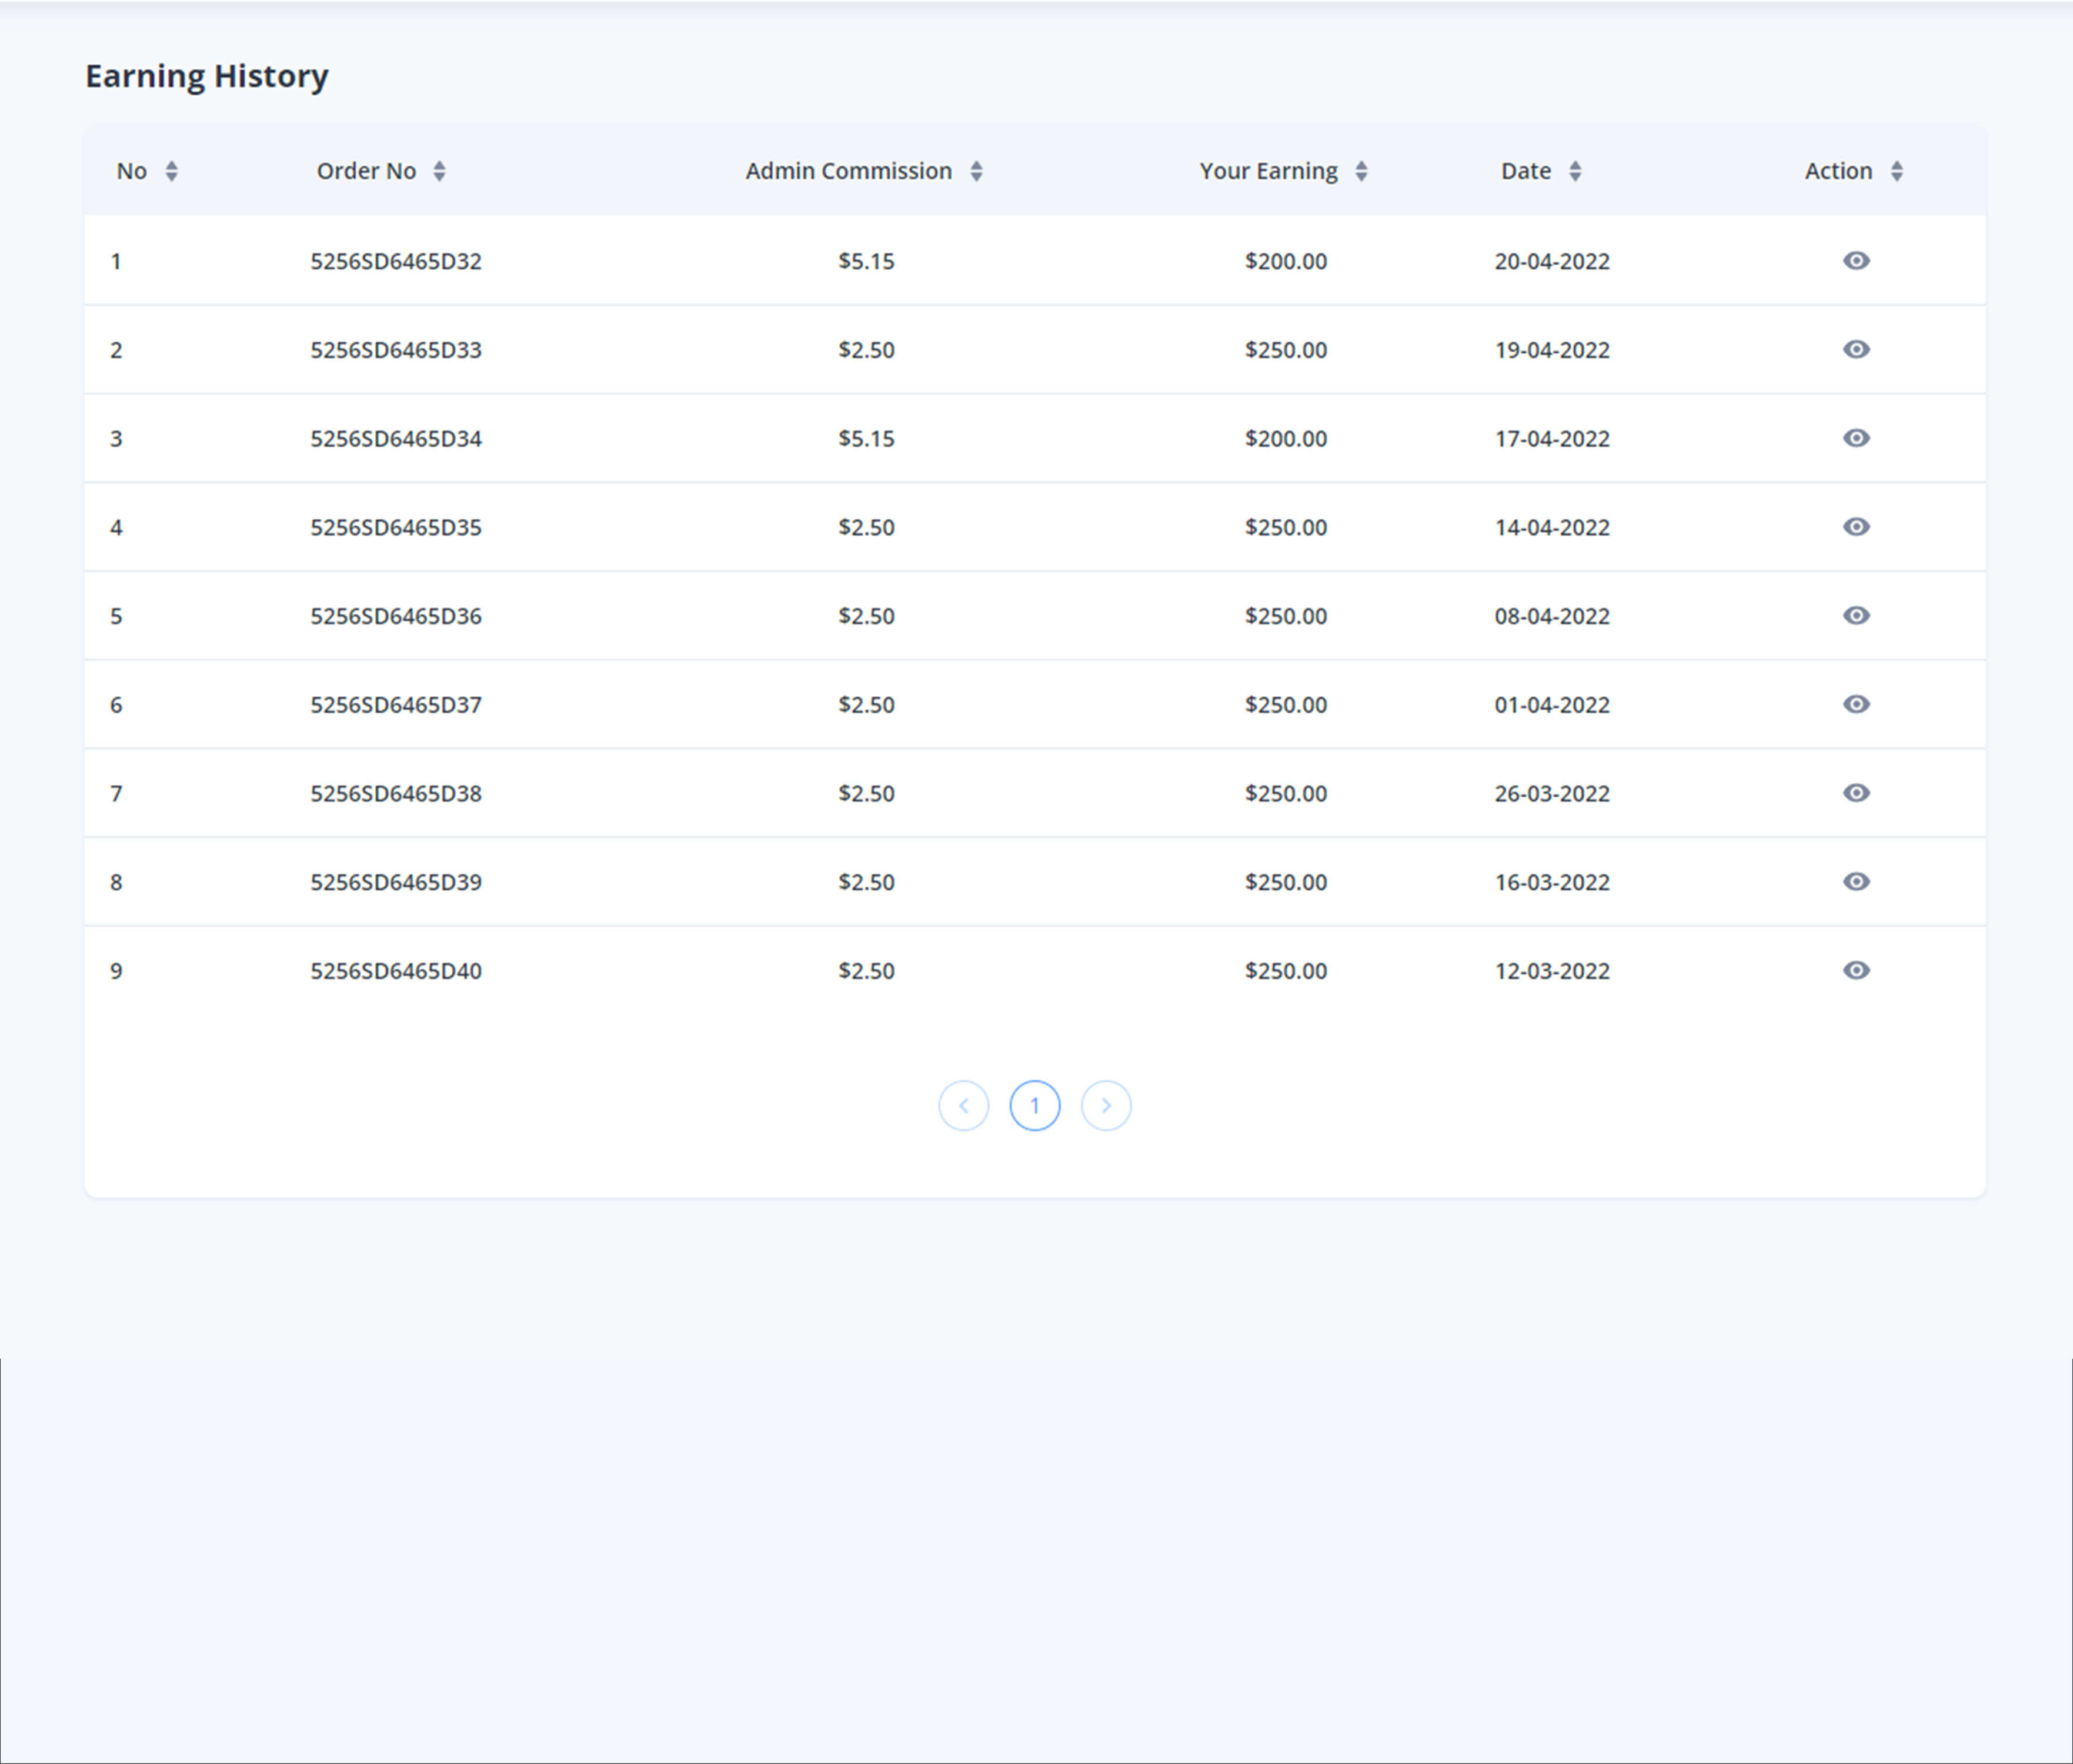 Earning History
No Order No Admin Commission Your Earning Date Action
1 5256SD6465D32 $5.15 $200.00 20-04-2022
2 5256SD6465D33 $2.50 $250.00 19-04-2022
3 5256SD6465D34 $5.15 $200.00 17-04-2022
4 5256SD6465D35 $2.50 $250.00 14-04-2022
5 5256SD6465D36 $2.50 $250.00 08-04-2022
6 5256SD6465D37 $2.50 $250.00 01-04-2022
7 5256SD6465D38 $2.50 $250.00 26-03-2022
8 5256SD6465D39 $2.50 $250.00 16-03-2022
9 5256SD6465D40 $2.50 $250.00 12-03-2022
1